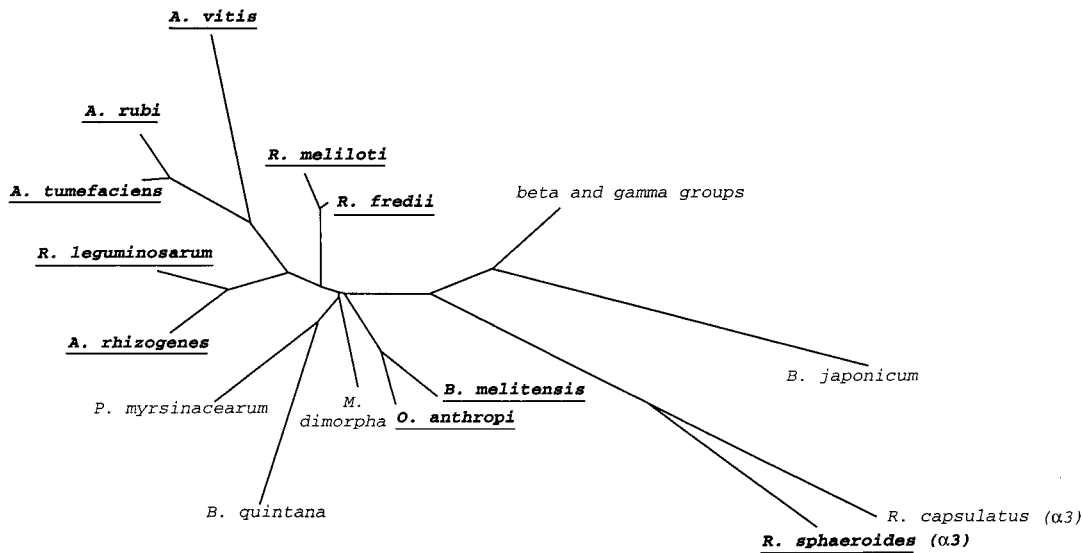 A. vitis
A. rubi
R. meliloti
A. tumefaciens
R. fredii
beta and gamma groups
R. leguminosarum
A. rhizogenes
B. japonicum
B. melitensis
P. myrsinacearum
M.
dimorpha
O. anthropi
B. quintana
R. capsulatus (α3)
R. sphaeroides (α3)